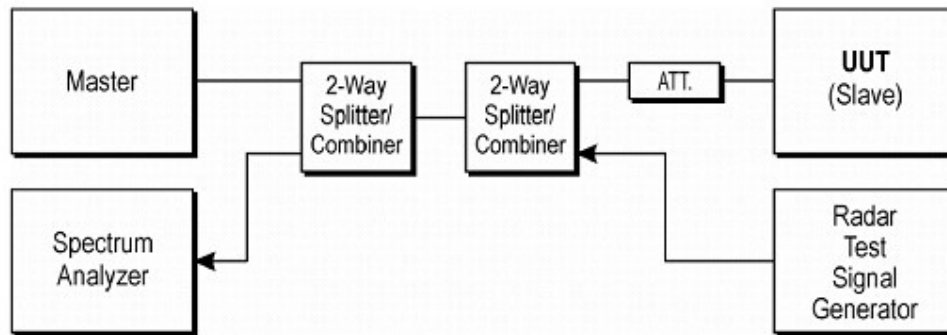 Master
2-Way
Splitter/
Combiner
2-Way
Splitter/
Combiner
ATT.
UUT
(Slave)
Spectrum
Analyzer
Radar
Test
Signal
Generator